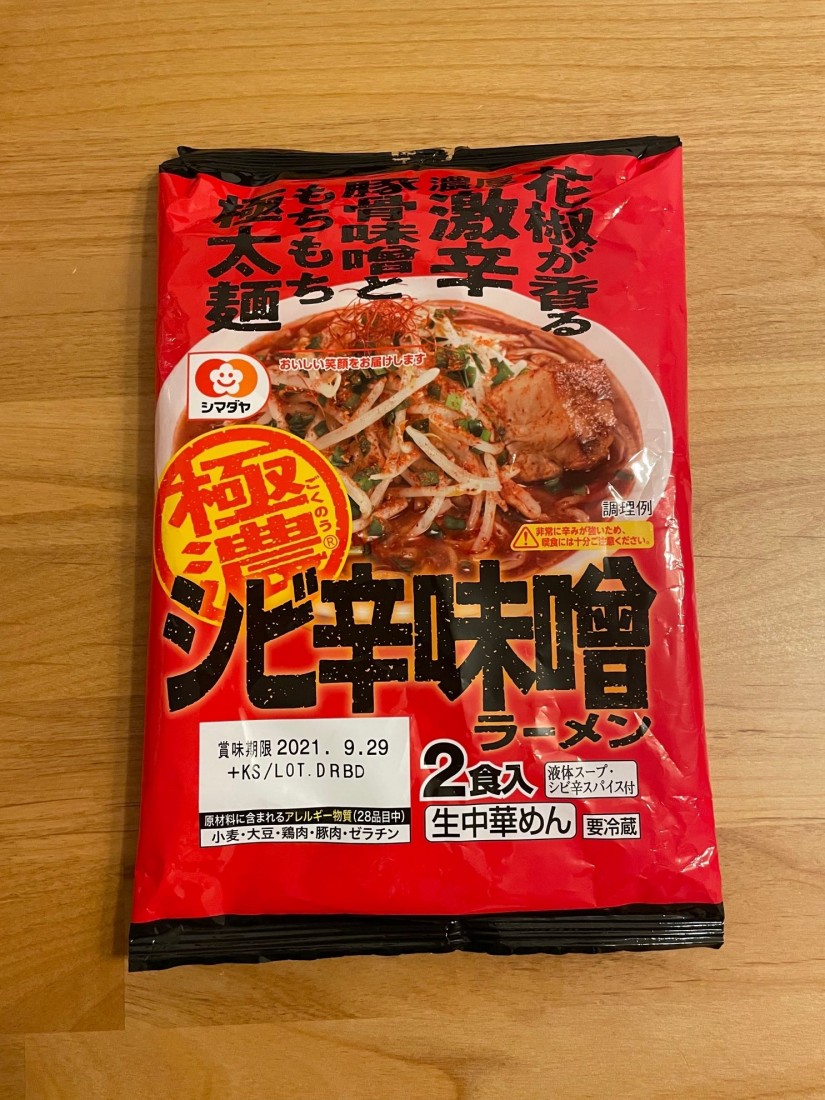 花椒が香る
濃厚
激辛
豚骨味噌と
もちもち
極太麺
シマダヤ
おいしい笑顔をお届けします
極濃
ごくのう®
調理例
非常に辛みが強いため、
喫食には十分ご注意ください。
シビ辛味噌
ラーメン
賞味期限 2021. 9.29
+KS/LOT.DRBD
2食入
液体スープ・
シビ辛スパイス付
原材料に含まれるアレルギー物質(28品目中)
小麦・大豆・鶏肉・豚肉・ゼラチン
生中華めん
要冷蔵